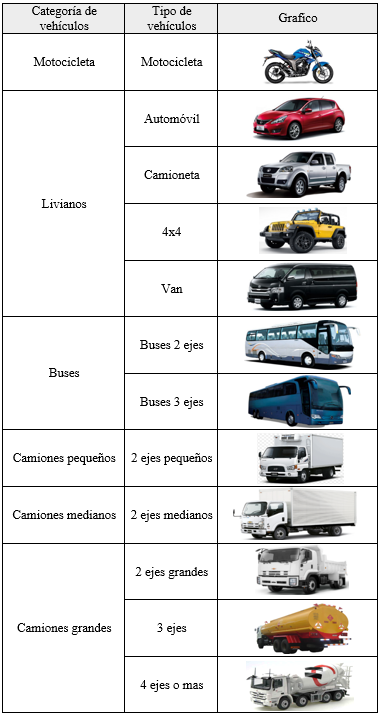 Categoría de vehículos
Tipo de vehículos
Grafico
Motocicleta
Motocicleta
Livianos
Automóvil
Camioneta
4x4
Van
Buses
Buses 2 ejes
Buses 3 ejes
Camiones pequeños
2 ejes pequeños
Camiones medianos
2 ejes medianos
Camiones grandes
2 ejes grandes
3 ejes
4 ejes o mas